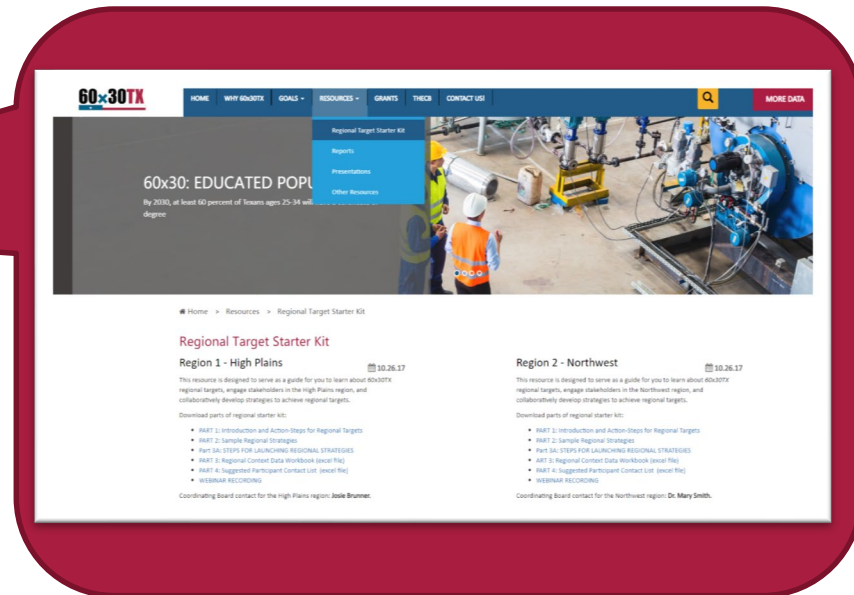 60×30TX
HOME WHY 60x30TX GOALS RESOURCES GRANTS THECB CONTACT US! MORE DATA
Regional Target Starter Kit
Reports
Presentations
Other Resources
60x30: EDUCATED POPU
By 2030, at least 60 percent of Texans ages 25-34 will
degree
Home > Resources > Regional Target Starter Kit
Regional Target Starter Kit
Region 1 - High Plains 10.26.17
This resource is designed to serve as a guide for you to learn about 60x30TX
regional targets, engage stakeholders in the High Plains region, and
collaboratively develop strategies to achieve regional targets.
Download parts of regional starter kit:
• PART 1: Introduction and Action-Steps for Regional Targets
• PART 2: Sample Regional Strategies
• Part 3A: STEPS FOR LAUNCHING REGIONAL STRATEGIES
• PART 3: Regional Context Data Workbook (excel file)
• PART 4: Suggested Participant Contact List (excel file)
• WEBINAR RECORDING
Coordinating Board contact for the High Plains region: Josie Brunner.
Region 2 - Northwest 10.26.17
This resource is designed to serve as a guide for you to learn about 60x30TX
regional targets, engage stakeholders in the Northwest region, and
collaboratively develop strategies to achieve regional targets.
Download parts of regional starter kit:
• PART 1: Introduction and Action-Steps for Regional Targets
• PART 2: Sample Regional Strategies
• Part 3A: STEPS FOR LAUNCHING REGIONAL STRATEGIES
• ART 3: Regional Context Data Workbook (excel file)
• PART 4: Suggested Participant Contact List (excel file)
• WEBINAR RECORDING
Coordinating Board contact for the Northwest region: Dr. Mary Smith.